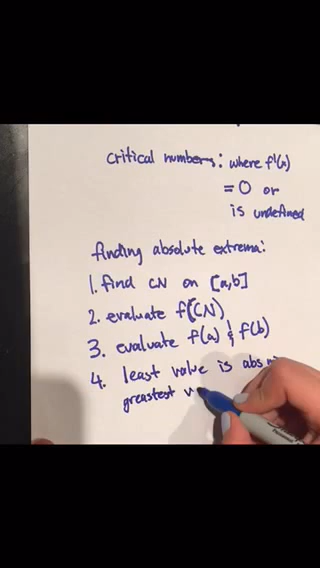 critical numbers: where f'(x)
= 0 or
is undefined
finding absolute extrema:
1. find CN on [a,b]
2. evaluate f(CN)
3. evaluate f(a) & f(b)
4. least value is abs
greastest